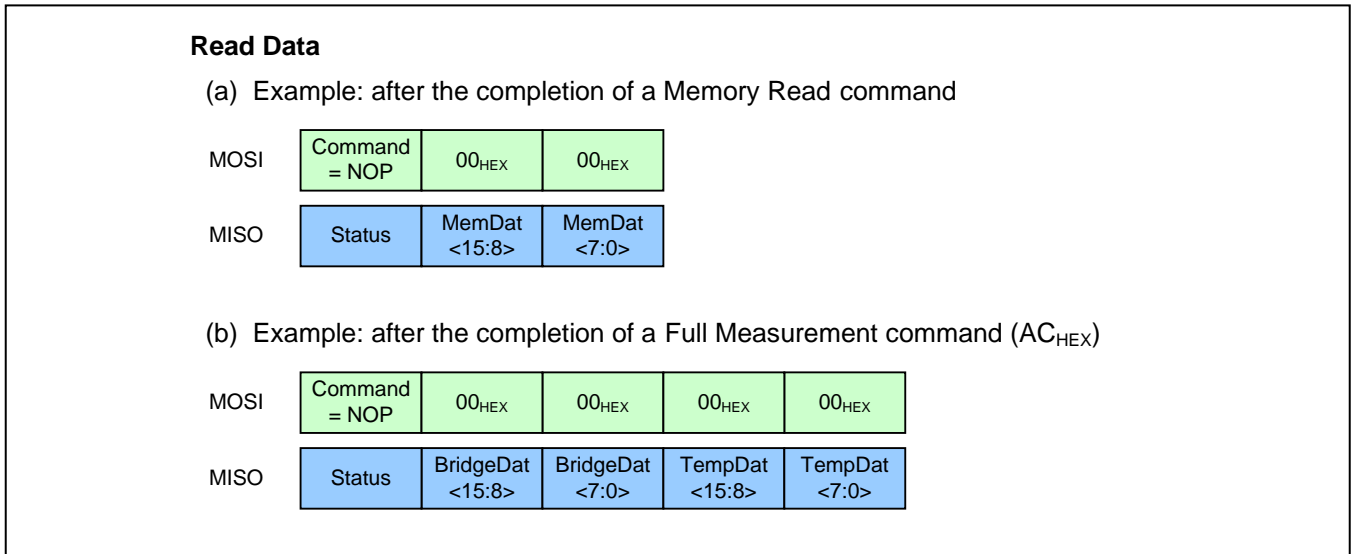 Read Data
(a) Example: after the completion of a Memory Read command
MOSI Command = NOP 00HEX 00HEX
MISO Status MemDat <15:8> MemDat <7:0>
(b) Example: after the completion of a Full Measurement command (ACHEX)
MOSI Command = NOP 00HEX 00HEX 00HEX 00HEX
MISO Status BridgeDat <15:8> BridgeDat <7:0> TempDat <15:8> TempDat <7:0>